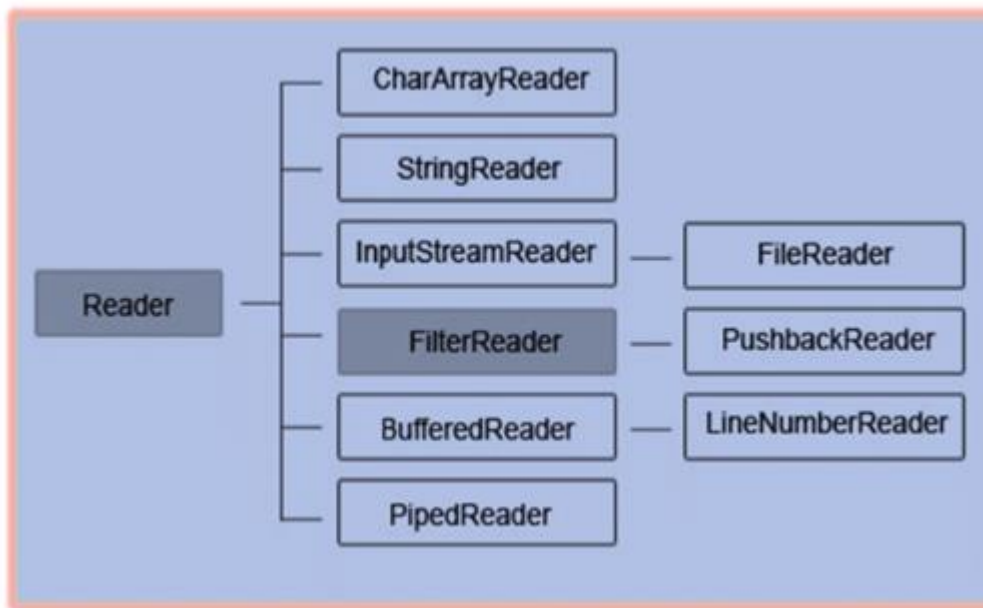 CharArrayReader
StringReader
InputStreamReader
FileReader
Reader
FilterReader
PushbackReader
BufferedReader
LineNumberReader
PipedReader